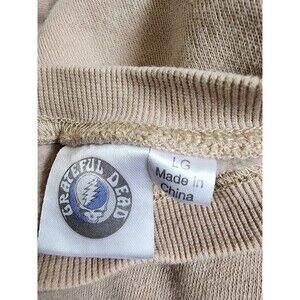 GRATEFUL DEAD
LG
Made in
China